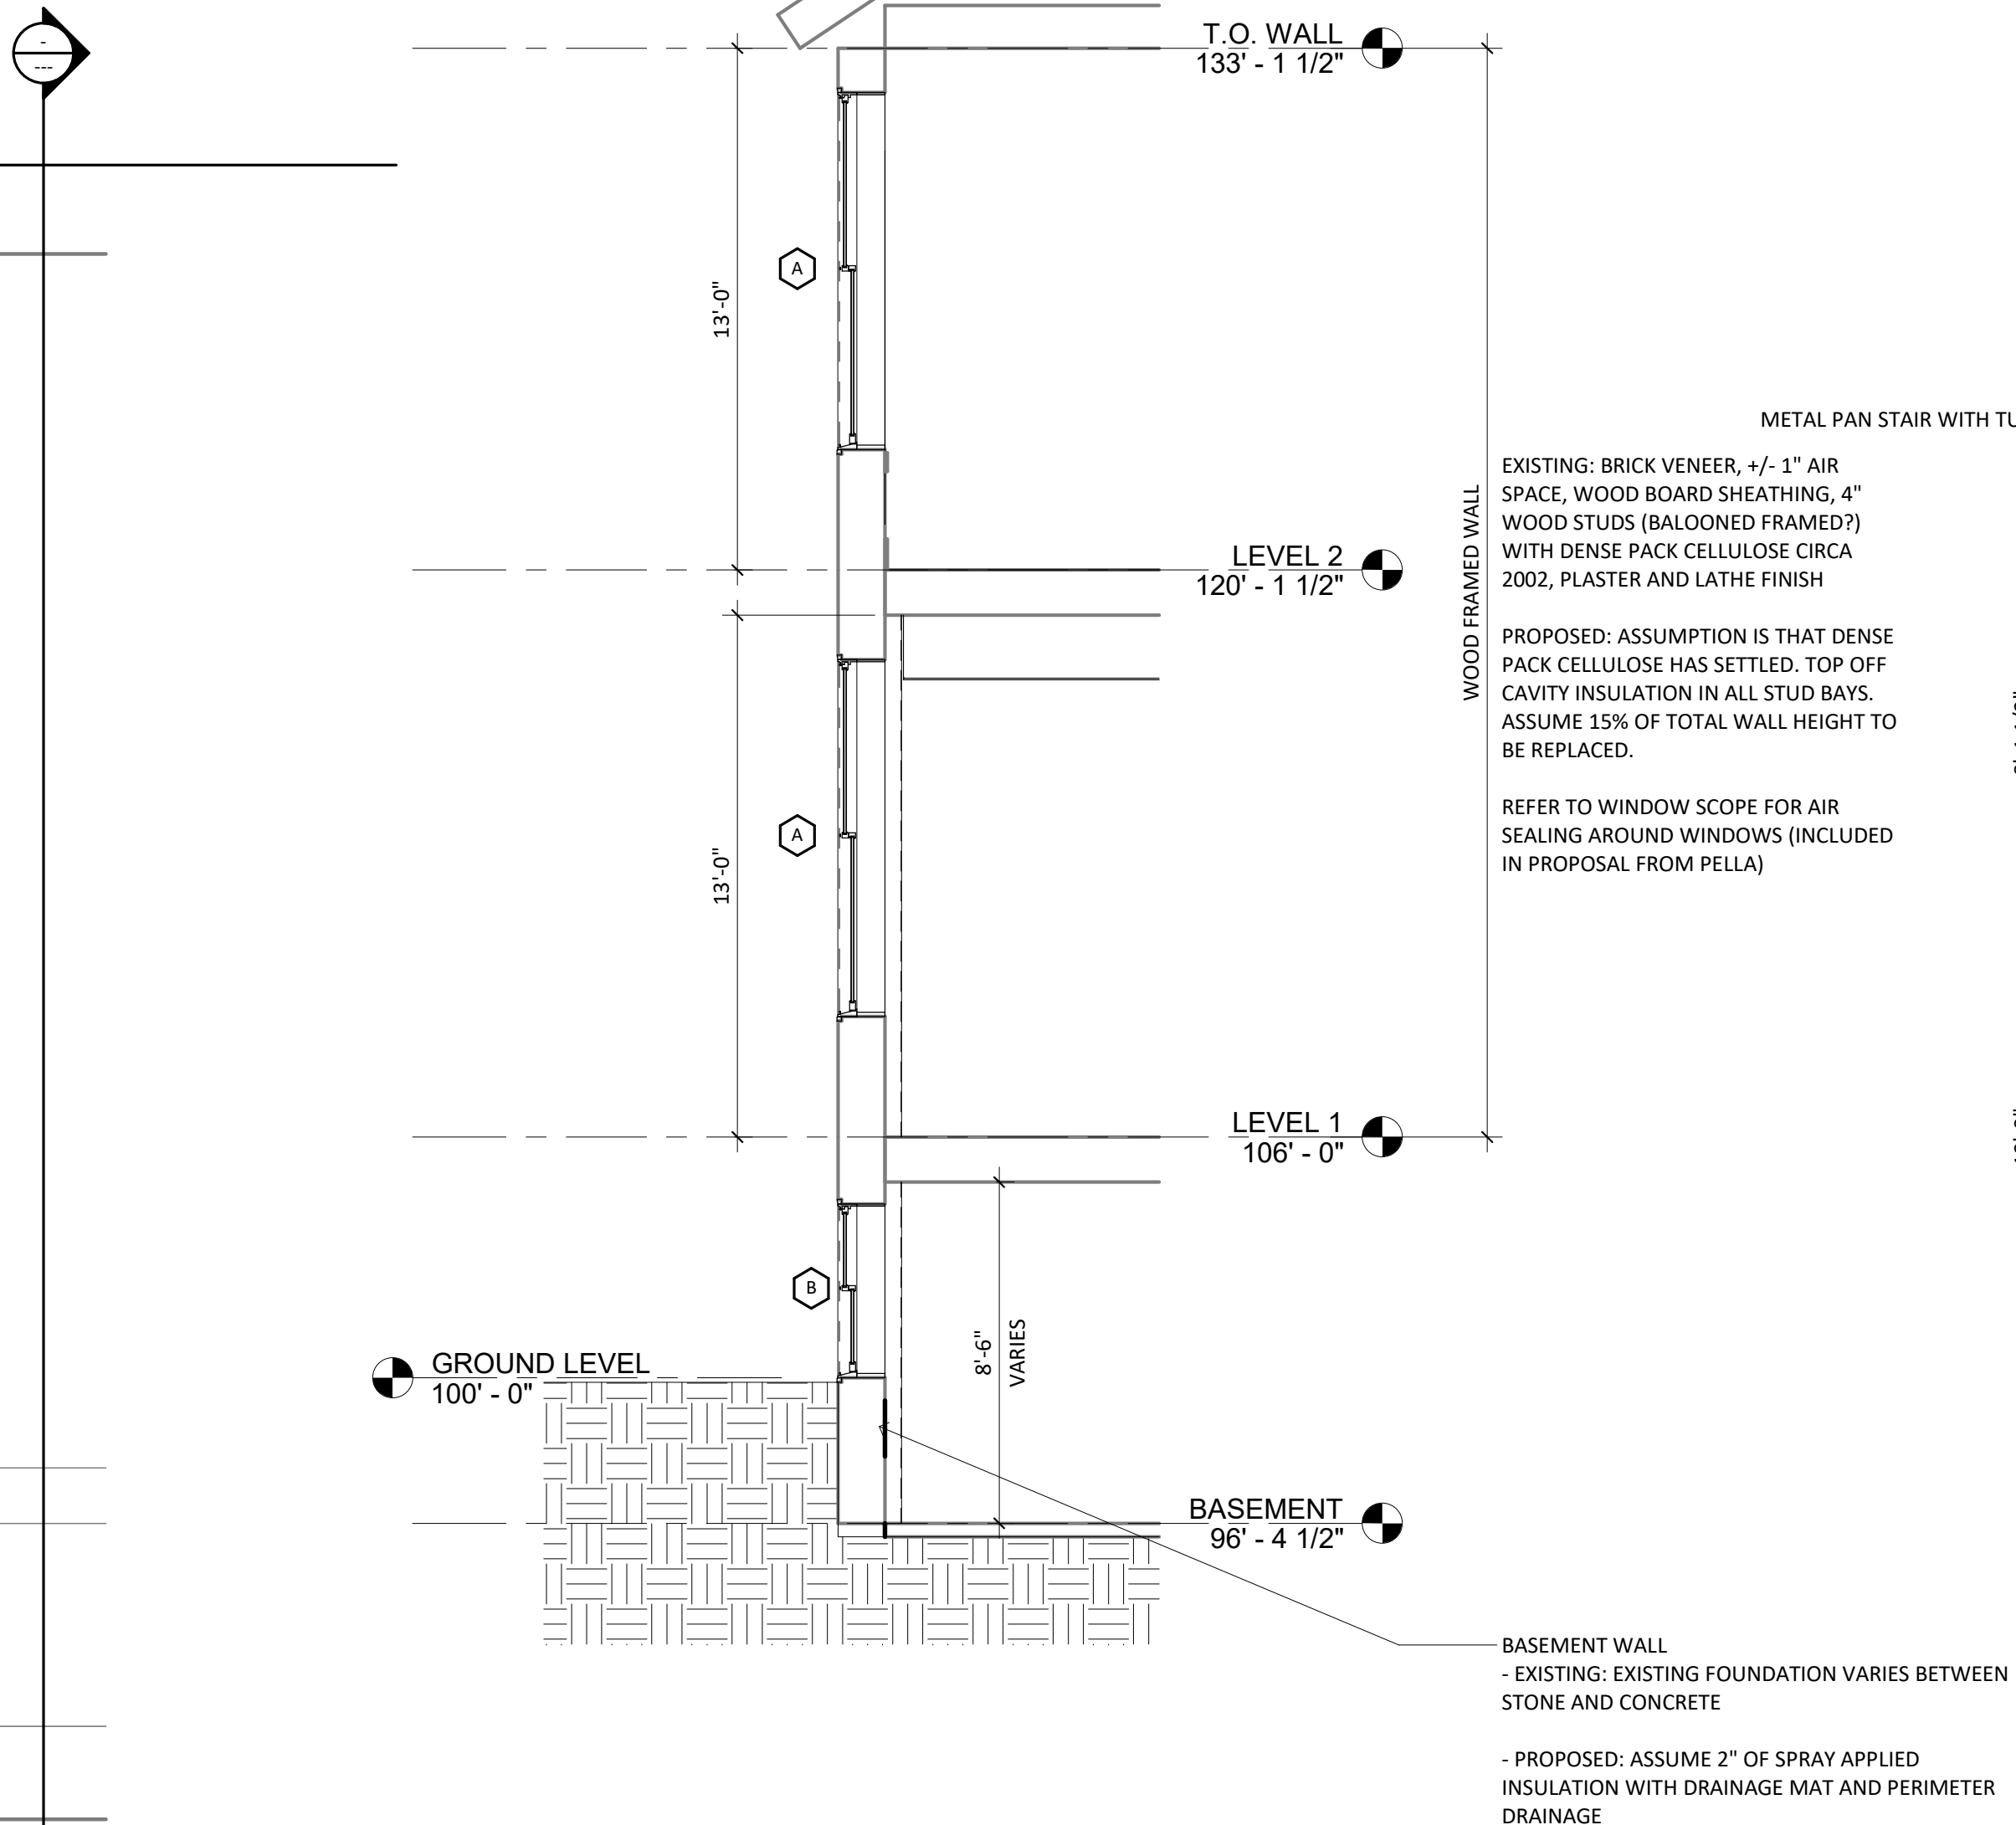 -
---
T.O. WALL
133' - 1 1/2"
A
13'-0"
METAL PAN STAIR WITH
WOOD FRAMED WALL
EXISTING: BRICK VENEER, +/- 1" AIR
SPACE, WOOD BOARD SHEATHING, 4"
WOOD STUDS (BALOONED FRAMED?)
WITH DENSE PACK CELLULOSE CIRCA
2002, PLASTER AND LATHE FINISH
LEVEL 2
120' - 1 1/2"
PROPOSED: ASSUMPTION IS THAT DENSE
PACK CELLULOSE HAS SETTLED. TOP OFF
CAVITY INSULATION IN ALL STUD BAYS.
ASSUME 15% OF TOTAL WALL HEIGHT TO
BE REPLACED.
REFER TO WINDOW SCOPE FOR AIR
SEALING AROUND WINDOWS (INCLUDED
IN PROPOSAL FROM PELLA)
A
13'-0"
LEVEL 1
106' - 0"
B
8'-6"
VARIES
GROUND LEVEL
100' - 0"
BASEMENT
96' - 4 1/2"
BASEMENT WALL
- EXISTING: EXISTING FOUNDATION VARIES BETWEEN
STONE AND CONCRETE
- PROPOSED: ASSUME 2" OF SPRAY APPLIED
INSULATION WITH DRAINAGE MAT AND PERIMETER
DRAINAGE